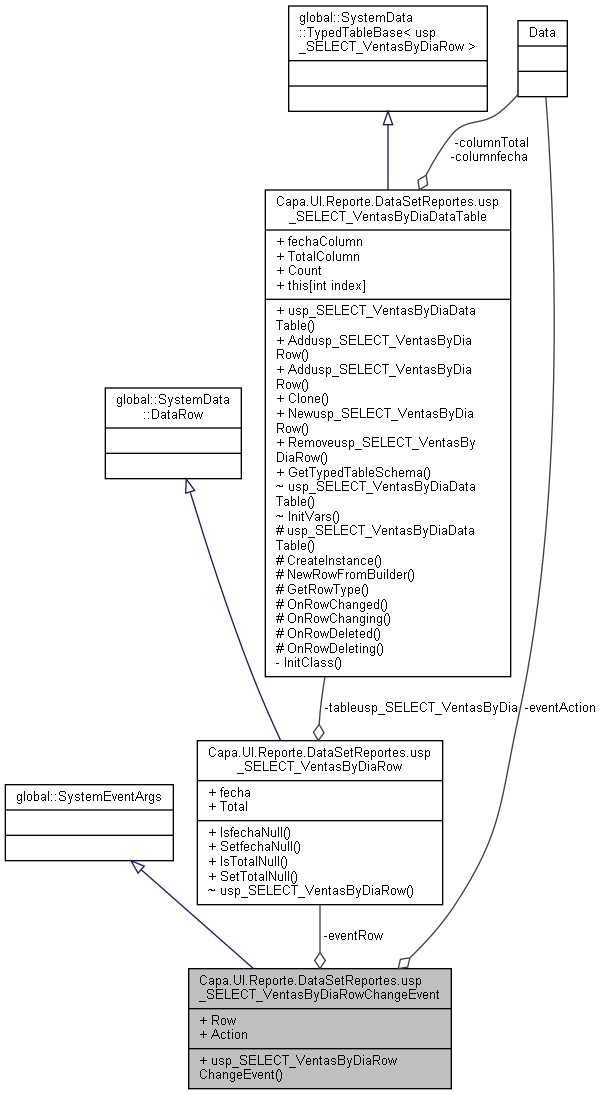 global::SystemData
::TypedTableBase< usp
_SELECT_VentasByDiaRow >
Data
-columnTotal
-columnfecha
Capa.UI.Reporte.DataSetReportes.usp
_SELECT_VentasByDiaDataTable
+ fechaColumn
+ TotalColumn
+ Count
+ this[int index]
+ usp_SELECT_VentasByDiaData
Table()
+ Addusp_SELECT_VentasByDia
Row()
+ Addusp_SELECT_VentasByDia
Row()
+ Clone()
+ Newusp_SELECT_VentasByDia
Row()
+ Removeusp_SELECT_VentasBy
DiaRow()
+ GetTypedTableSchema()
~ usp_SELECT_VentasByDiaData
Table()
~ InitVars()
# usp_SELECT_VentasByDiaData
Table()
# CreateInstance()
# NewRowFromBuilder()
# GetRowType()
# OnRowChanged()
# OnRowChanging()
# OnRowDeleted()
# OnRowDeleting()
- InitClass()
global::SystemData
::DataRow
-tableusp_SELECT_VentasByDia
-eventAction
Capa.UI.Reporte.DataSetReportes.usp
_SELECT_VentasByDiaRow
+ fecha
+ Total
+ IsfechaNull()
+ SetfechaNull()
+ IsTotalNull()
+ SetTotalNull()
~ usp_SELECT_VentasByDiaRow()
global::SystemEventArgs
-eventRow
Capa.UI.Reporte.DataSetReportes.usp
_SELECT_VentasByDiaRowChangeEvent
+ Row
+ Action
+ usp_SELECT_VentasByDiaRow
ChangeEvent()